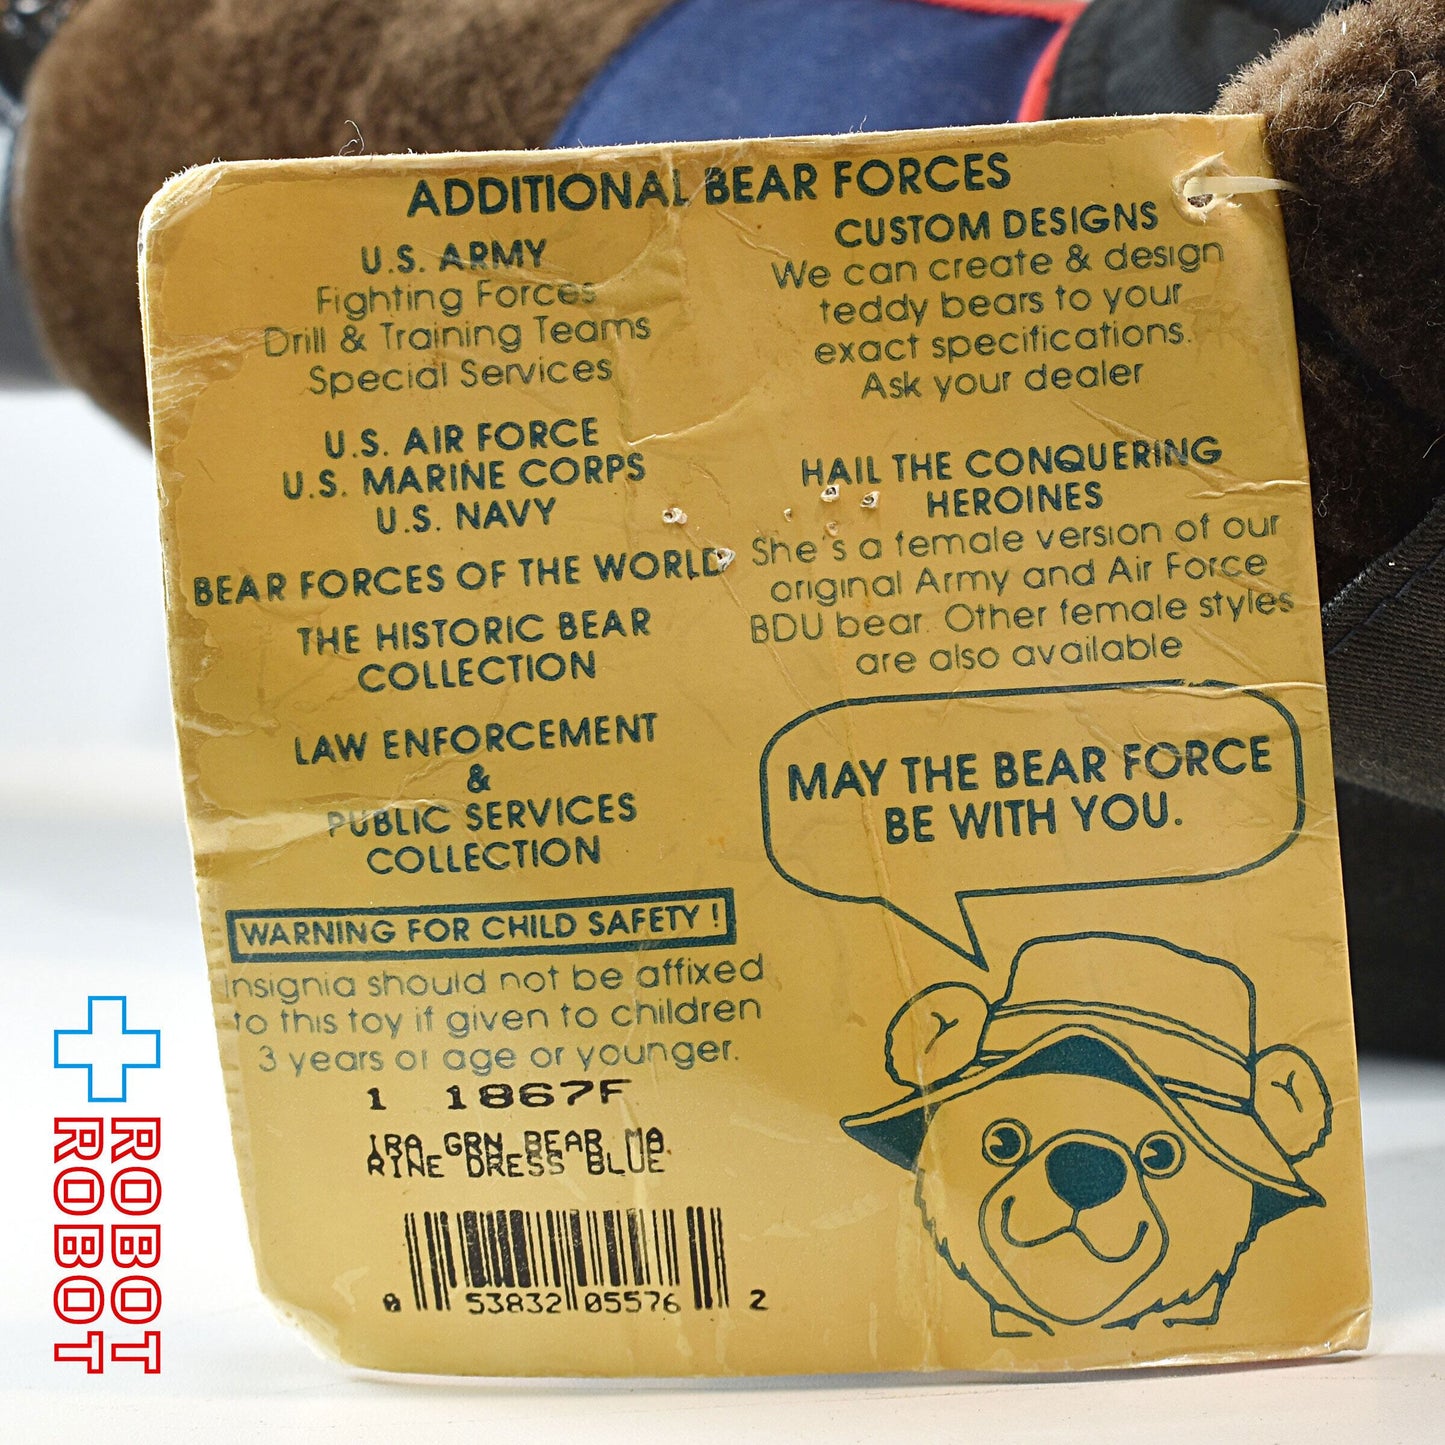 ADDITIONAL BEAR FORCES
U.S. ARMY
Fighting Forces
Drill & Training Teams
Special Services
U.S. AIR FORCE
U.S. MARINE CORPS
U.S. NAVY
BEAR FORCES OF THE WORLD
THE HISTORIC BEAR
COLLECTION
LAW ENFORCEMENT
&
PUBLIC SERVICES
COLLECTION
WARNING FOR CHILD SAFETY !
Insignia should not be affixed
to this toy if given to children
3 years of age or younger.
1 1867F
IRA GRN BEAR MA
RINE DRESS BLUE
0 53832 05576 2
CUSTOM DESIGNS
We can create & design
teddy bears to your
exact specifications.
Ask your dealer
HAIL THE CONQUERING
HEROINES
She's a female version of our
original Army and Air Force
BDU bear. Other female styles
are also available
MAY THE BEAR FORCE
BE WITH YOU.
ROBOT
ROBOT